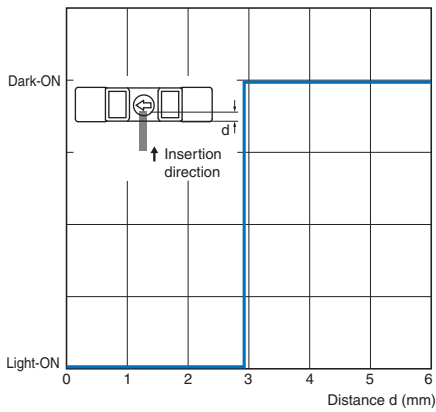 Dark-ON
d
Insertion
direction
Light-ON
0 1 2 3 4 5 6
Distance d (mm)